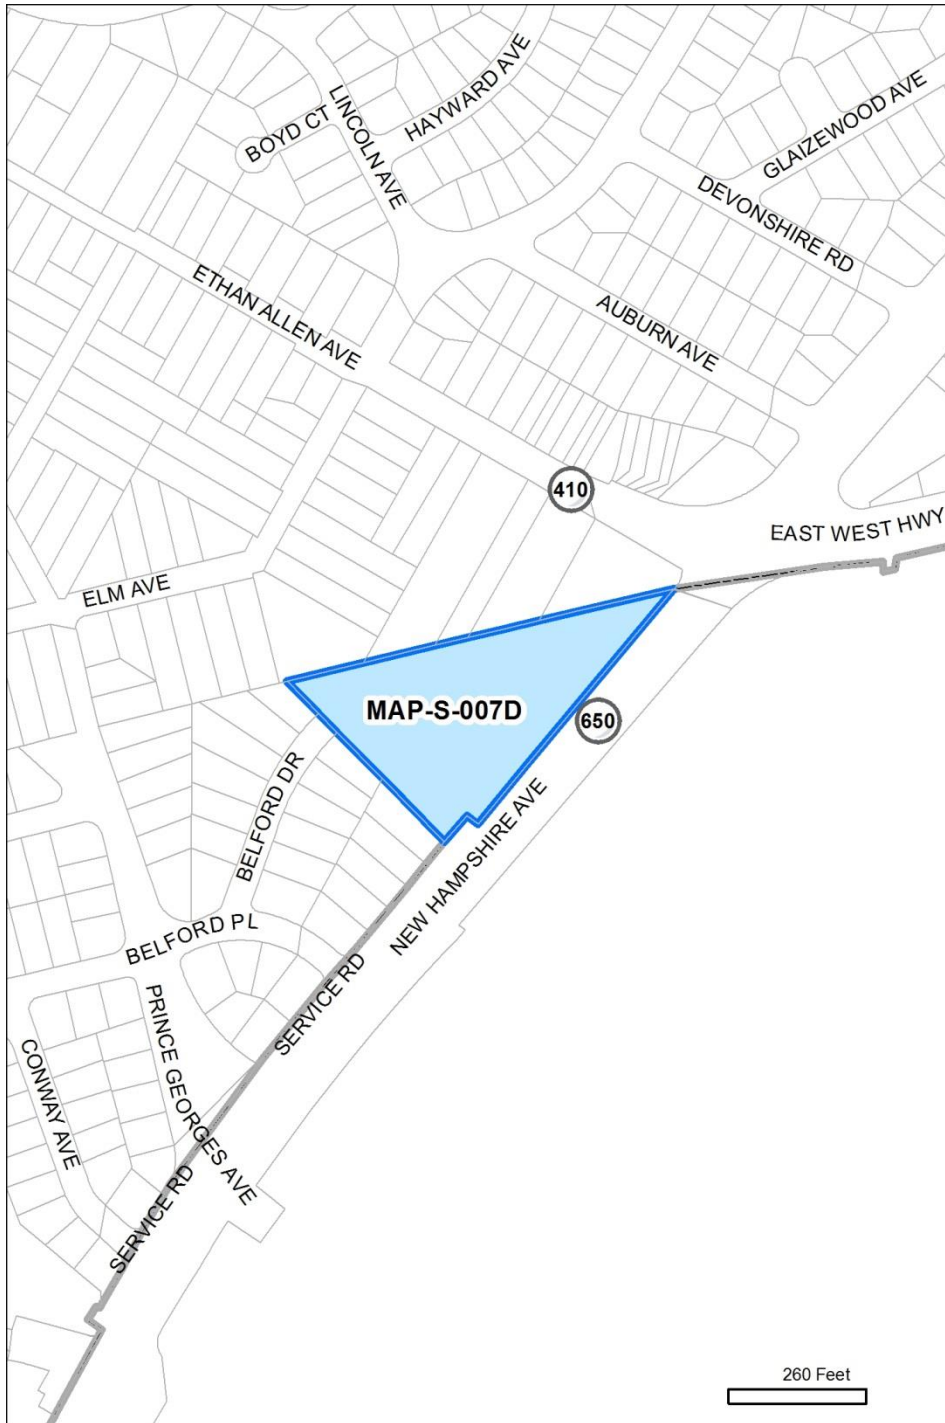 HAYWARD AVE
BOYD CT
LINCOLN AVE
GLAIZEWOOD AVE
DEVONSHIRE RD
ETHAN ALLEN AVE
AUBURN AVE
410
EAST WEST HWY
ELM AVE
MAP-S-007D
650
BELFORD DR
NEW HAMPSHIRE AVE
BELFORD PL
SERVICE RD
PRINCE GEORGES AVE
CONWAY AVE
SERVICE RD
260 Feet